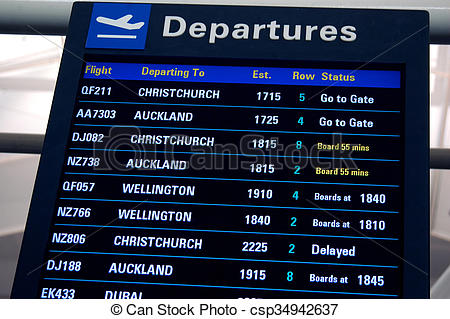 Departures
Flight Departing To Est. Row Status
QF211 CHRISTCHURCH 1715 5 Go to Gate
AA7303 AUCKLAND 1725 4 Go to Gate
DJ082 CHRISTCHURCH 1815 8 Board 55 mins
NZ738 AUCKLAND 1815 2 Board 55 mins
QF057 WELLINGTON 1910 4 Boards at 1840
NZ766 WELLINGTON 1840 2 Boards at 1810
NZ806 CHRISTCHURCH 2225 2 Delayed
DJ188 AUCKLAND 1915 8 Boards at 1845
EK433 DUBAI
© Can Stock Photo - csp34942637